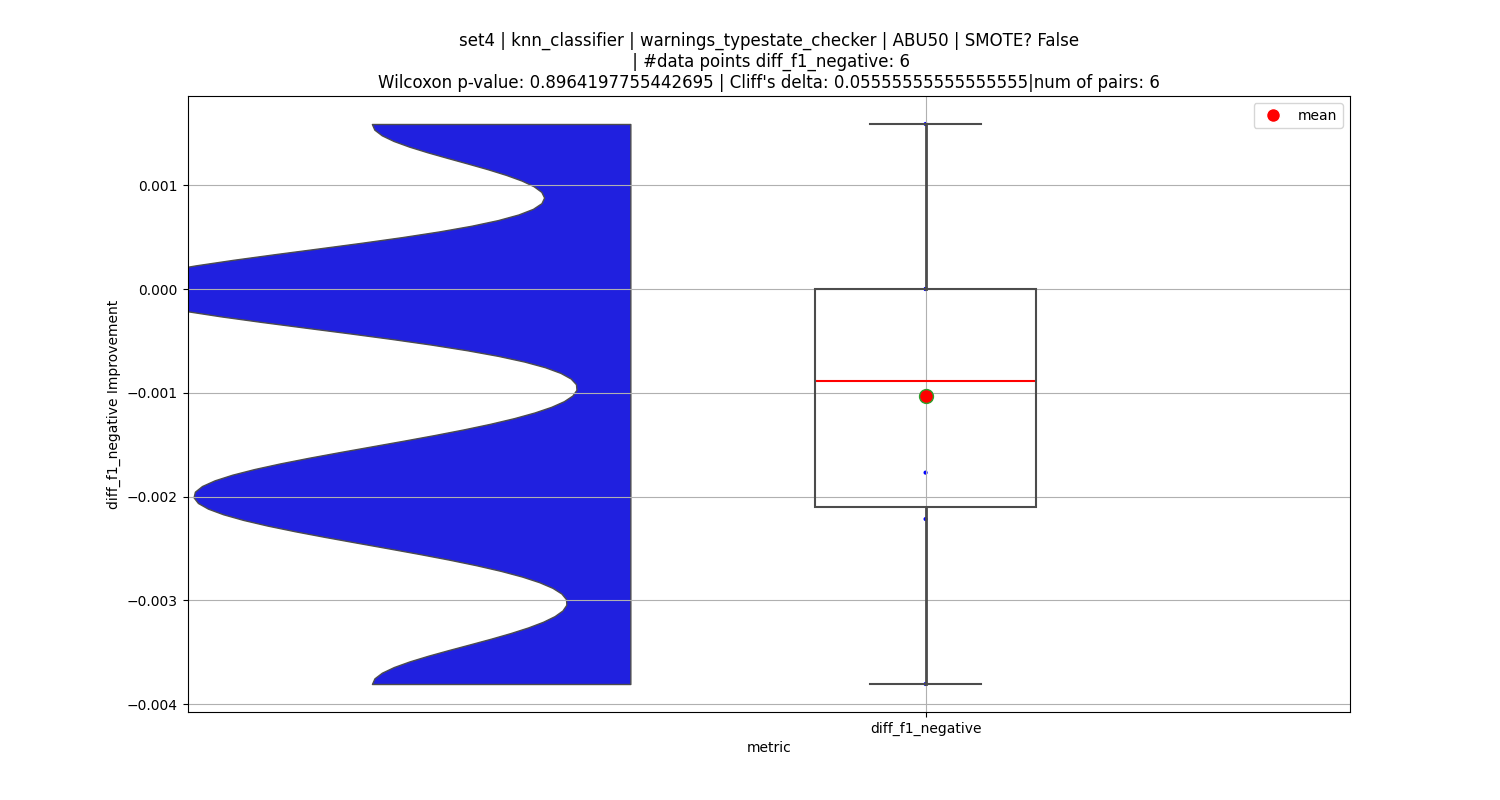 set4 | knn_classifier | warnings_typestate_checker | ABU50 | SMOTE? False
| #data points diff_f1_negative: 6
Wilcoxon p-value: 0.8964197755442695 | Cliff's delta: 0.05555555555555555|num of pairs: 6
mean
0.001
0.000
−0.001
−0.002
−0.003
−0.004
diff_f1_negative Improvement
diff_f1_negative
metric